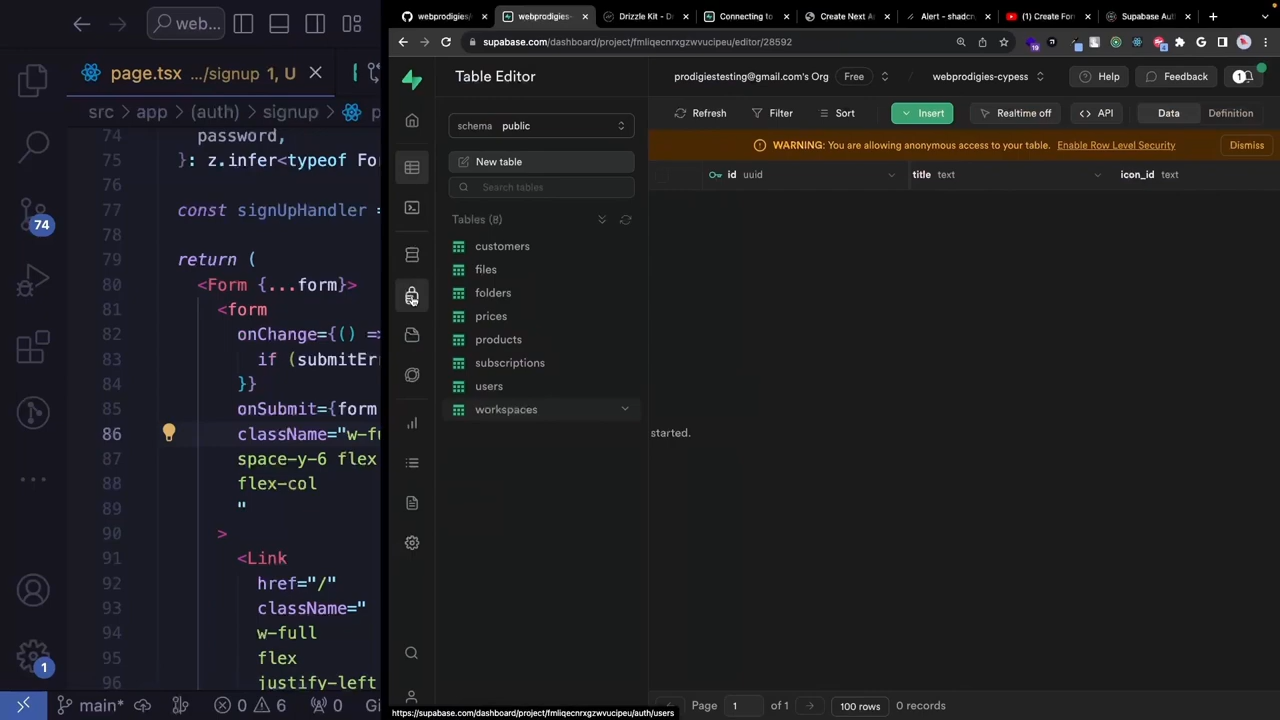 web...
page.tsx .../signup 1, U
src > app > (auth) > signup >
74
password,
75 }: z.infer<typeof For
76
77 const signUpHandler =
78
79 return (
80 <Form {...form}>
81 <form
82 onChange={() =>
83 if (submitErr
84 }}
85 onSubmit={form
86 className="w-fu
87 space-y-6 flex
88 flex-col
89 "
90 >
91 <Link
92 href="/"
93 className="
94 w-full
95 flex
96 justify-left
74
1
main*
0 6
0
webprodigies/
webprodigies-
Drizzle Kit - Dr
Connecting to
Create Next A
Alert - shadcn
(1) Create For
Supabase Aut
supabase.com/dashboard/project/fmliqecnrxgzwvucipeu/editor/28592
Table Editor
prodigiestesting@gmail.com's Org Free / webprodigies-cypess
Help
Feedback
1
schema public
Refresh Filter Sort Insert Realtime off <> API Data Definition
WARNING: You are allowing anonymous access to your table. Enable Row Level Security Dismiss
New table
id uuid title text icon_id text
Search tables
Tables (8)
customers
files
folders
prices
products
subscriptions
users
workspaces
started.
Page 1 of 1 100 rows 0 records
https://supabase.com/dashboard/project/fmliqecnrxgzwvucipeu/auth/users